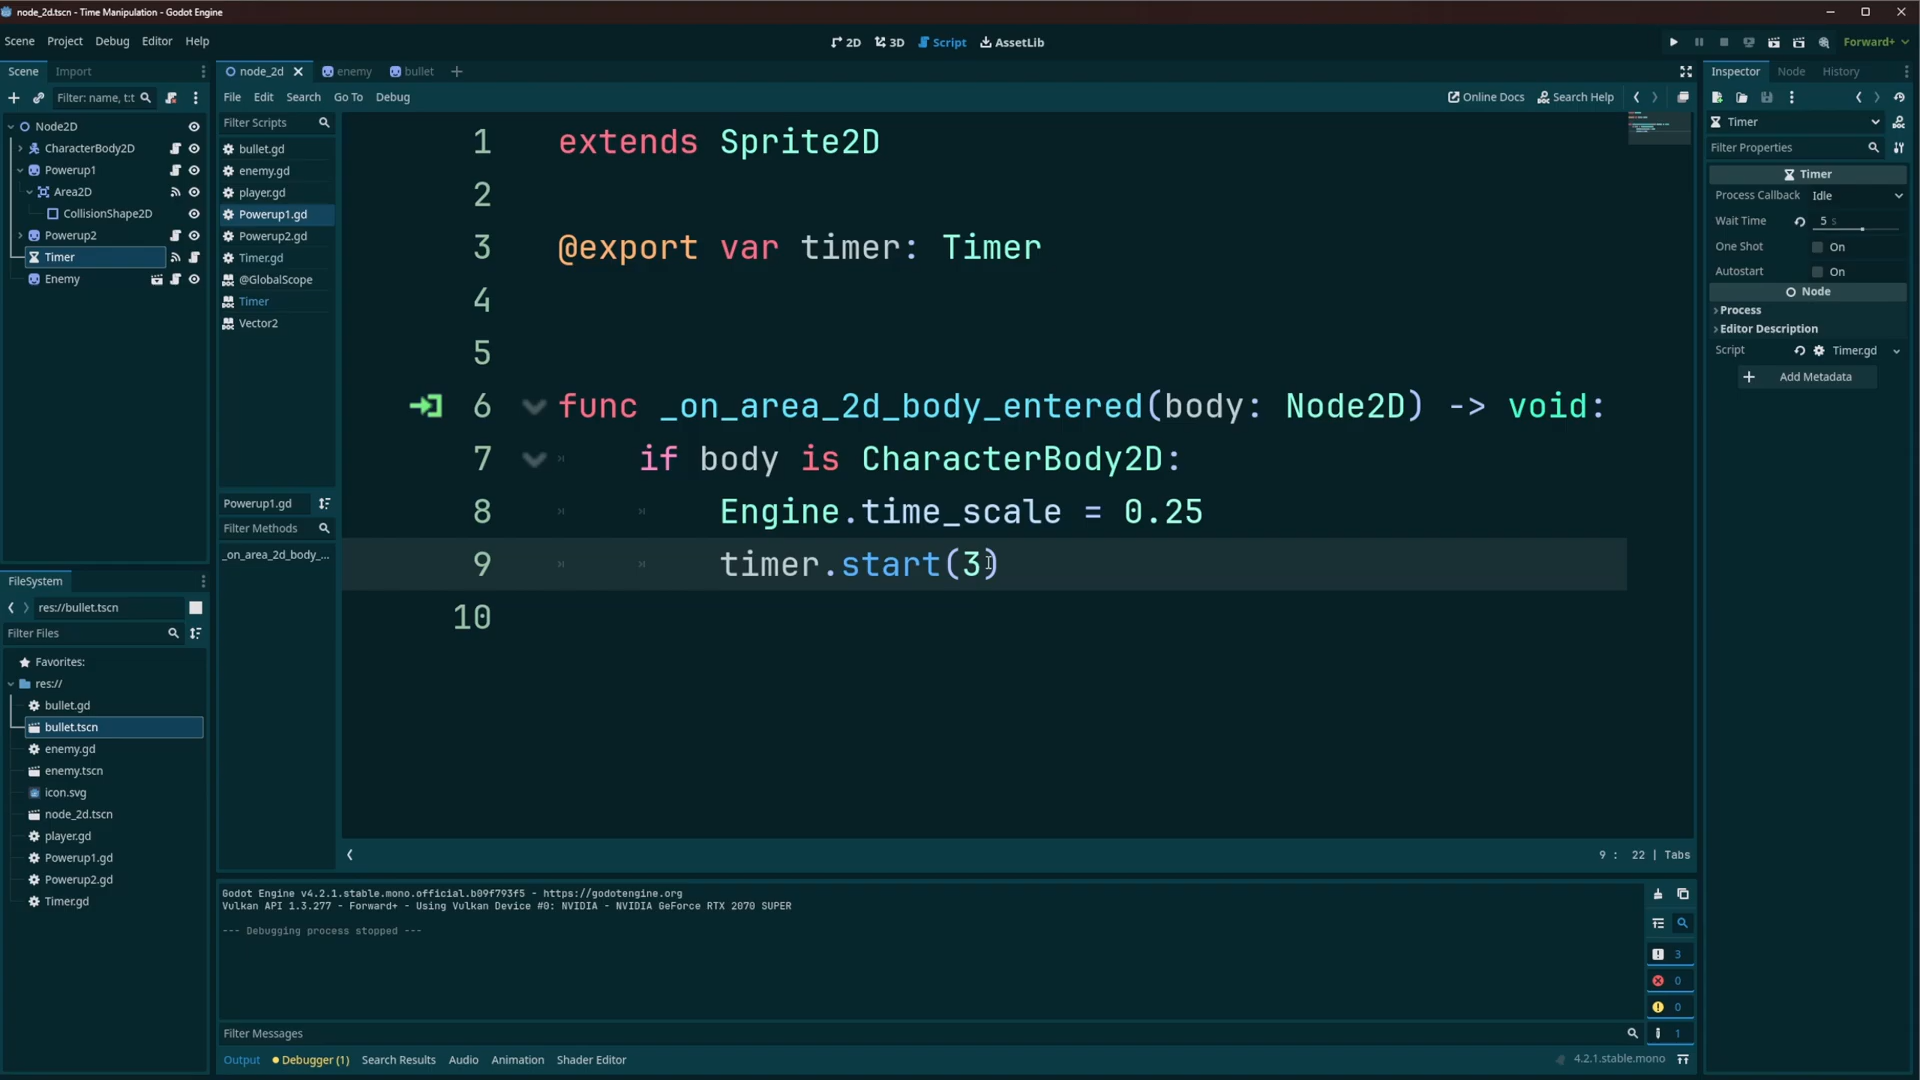 node_2d.tscn - Time Manipulation - Godot Engine
Scene Project Debug Editor Help
2D 3D Script AssetLib
Forward+
Scene Import
Filter: name, t:t
Node2D
CharacterBody2D
Powerup1
Area2D
CollisionShape2D
Powerup2
Timer
Enemy
FileSystem
res://bullet.tscn
Filter Files
Favorites:
res://
bullet.gd
bullet.tscn
enemy.gd
enemy.tscn
icon.svg
node_2d.tscn
player.gd
Powerup1.gd
Powerup2.gd
Timer.gd
node_2d enemy bullet
File Edit Search Go To Debug
Online Docs Search Help
Filter Scripts
bullet.gd
enemy.gd
player.gd
Powerup1.gd
Powerup2.gd
Timer.gd
@GlobalScope
Timer
Vector2
Powerup1.gd
Filter Methods
_on_area_2d_body_...
1 extends Sprite2D
2
3 @export var timer: Timer
4
5
6 func _on_area_2d_body_entered(body: Node2D) -> void:
7 if body is CharacterBody2D:
8 Engine.time_scale = 0.25
9 timer.start(3)
10
9 : 22 | Tabs
Godot Engine v4.2.1.stable.mono.official.b09f793f5 - https://godotengine.org
Vulkan API 1.3.277 - Forward+ - Using Vulkan Device #0: NVIDIA - NVIDIA GeForce RTX 2070 SUPER
--- Debugging process stopped ---
3
0
0
1
Filter Messages
Output Debugger (1) Search Results Audio Animation Shader Editor
4.2.1.stable.mono
Inspector Node History
Timer
Filter Properties
Timer
Process Callback Idle
Wait Time 5 s
One Shot On
Autostart On
Node
Process
Editor Description
Script Timer.gd
Add Metadata